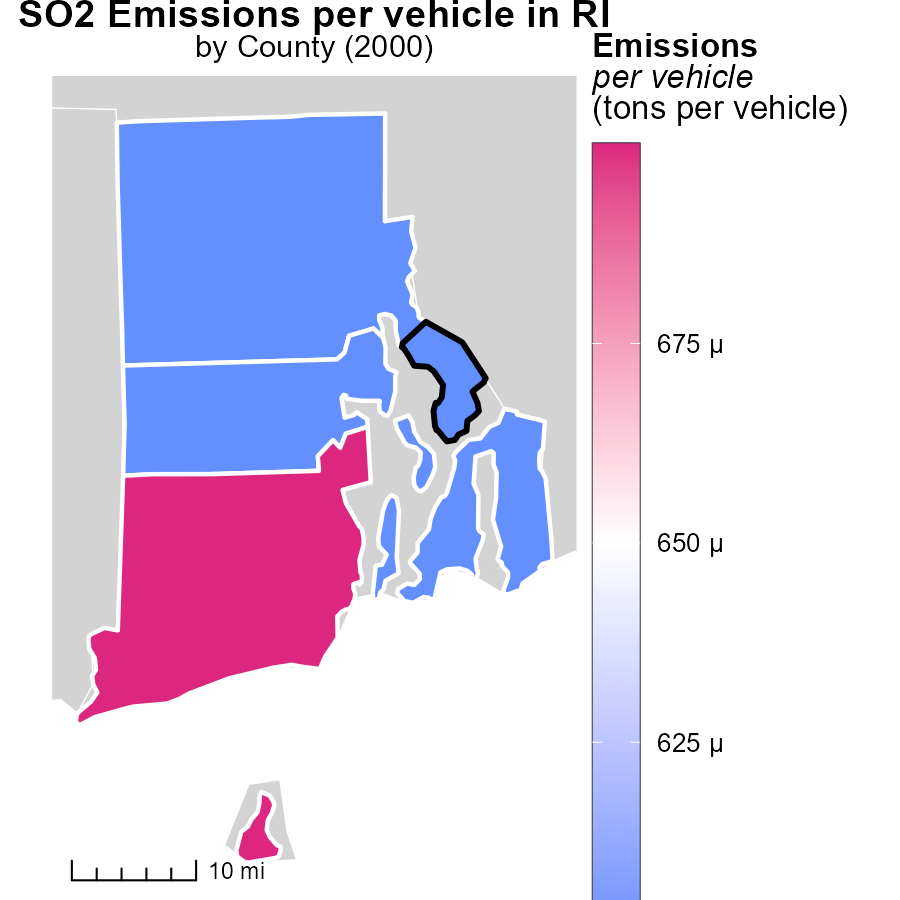 SO2 Emissions per vehicle in RI
by County (2000)
Emissions
per vehicle
(tons per vehicle)
675 µ
650 µ
625 µ
10 mi